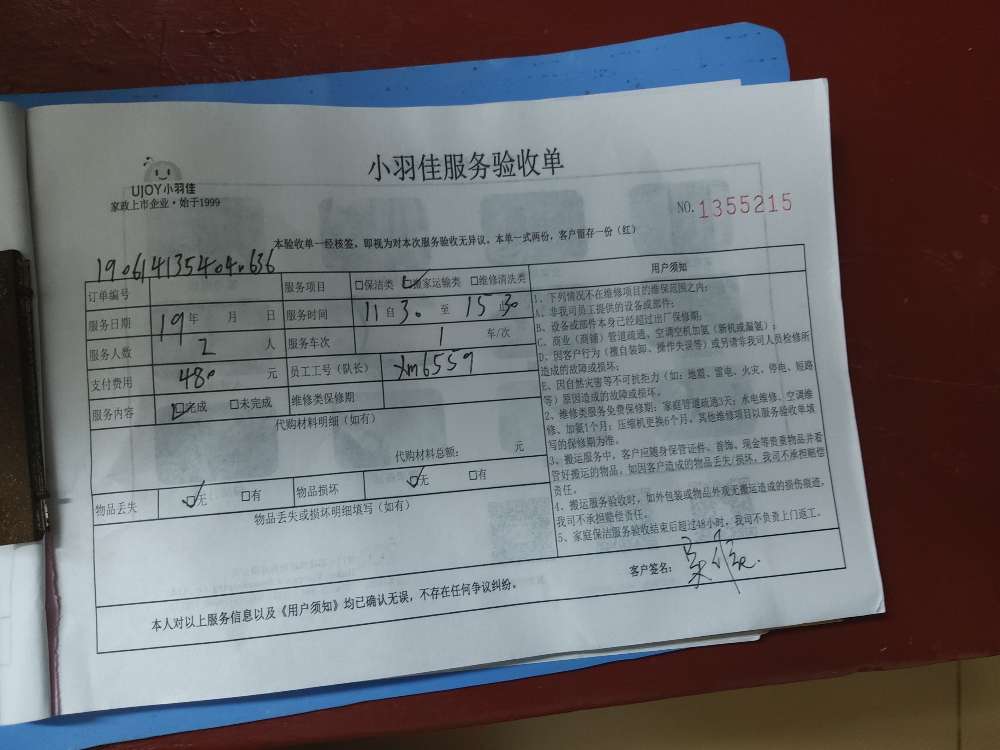 UJOY小羽佳
家政上市企业·始于1999
小羽佳服务验收单
NO.1355215
本验收单一经核签，即视为对本次服务验收无异议。本单一式两份，客户留存一份（红）
订单编号 1906141354040636 服务项目 □保洁类 □搬家运输类 □维修清洗类
服务日期 19年 月 日 服务时间 11自30至15止30
服务人数 2 人 服务车次 1 车/次
支付费用 480 元 员工工号（队长） xm6559
服务内容 □完成 □未完成 维修类保修期
代购材料明细（如有）
代购材料总额： 元
物品丢失 □无 □有 物品损坏 □无 □有
物品丢失或损坏明细填写（如有）
用户须知
1、下列情况不在维修项目的维保范围之内：
A、非我司员工提供的设备或部件；
B、设备或部件本身已经超过出厂保修期；
C、商业（商铺）管道疏通、空调空机加氨（新机或漏氨）；
D、因客户行为（擅自装卸、操作失误等）或另请非我司人员检修所
造成的故障或损坏；
E、因自然灾害等不可抗拒力（如：地震、雷电、火灾、停电、短路
等）原因造成的故障或损坏。
2、维修类服务免费保修期：家庭管道疏通3天；水电维修、空调维
修、加氨1个月；压缩机更换6个月，其他维修项目以服务验收单填
写的保修期为准。
3、搬运服务中，客户应随身保管证件、首饰、现金等贵重物品并看
管好搬运的物品，如因客户造成的物品丢失/损坏，我司不承担赔偿
责任。
4、搬运服务验收时，如外包装或物品外观无搬运造成的损伤痕迹，
我司不承担赔偿责任。
5、家庭保洁服务验收结束后超过48小时，我司不负责上门返工。
本人对以上服务信息以及《用户须知》均已确认无误，不存在任何争议纠纷。
客户签名：